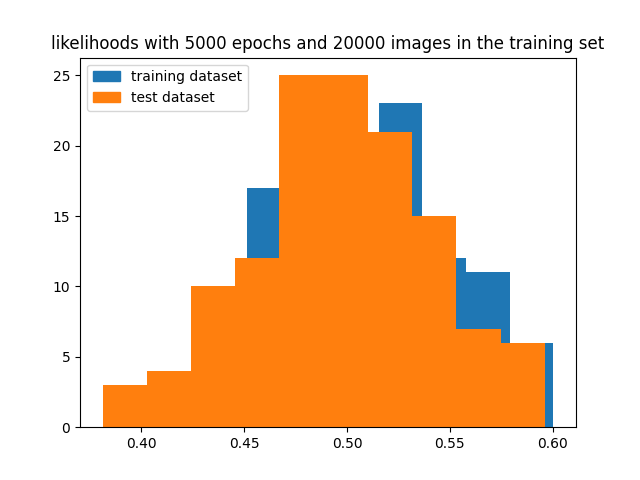 likelihoods with 5000 epochs and 20000 images in the training set
training dataset
test dataset
25
20
15
10
5
0
0.40 0.45 0.50 0.55 0.60